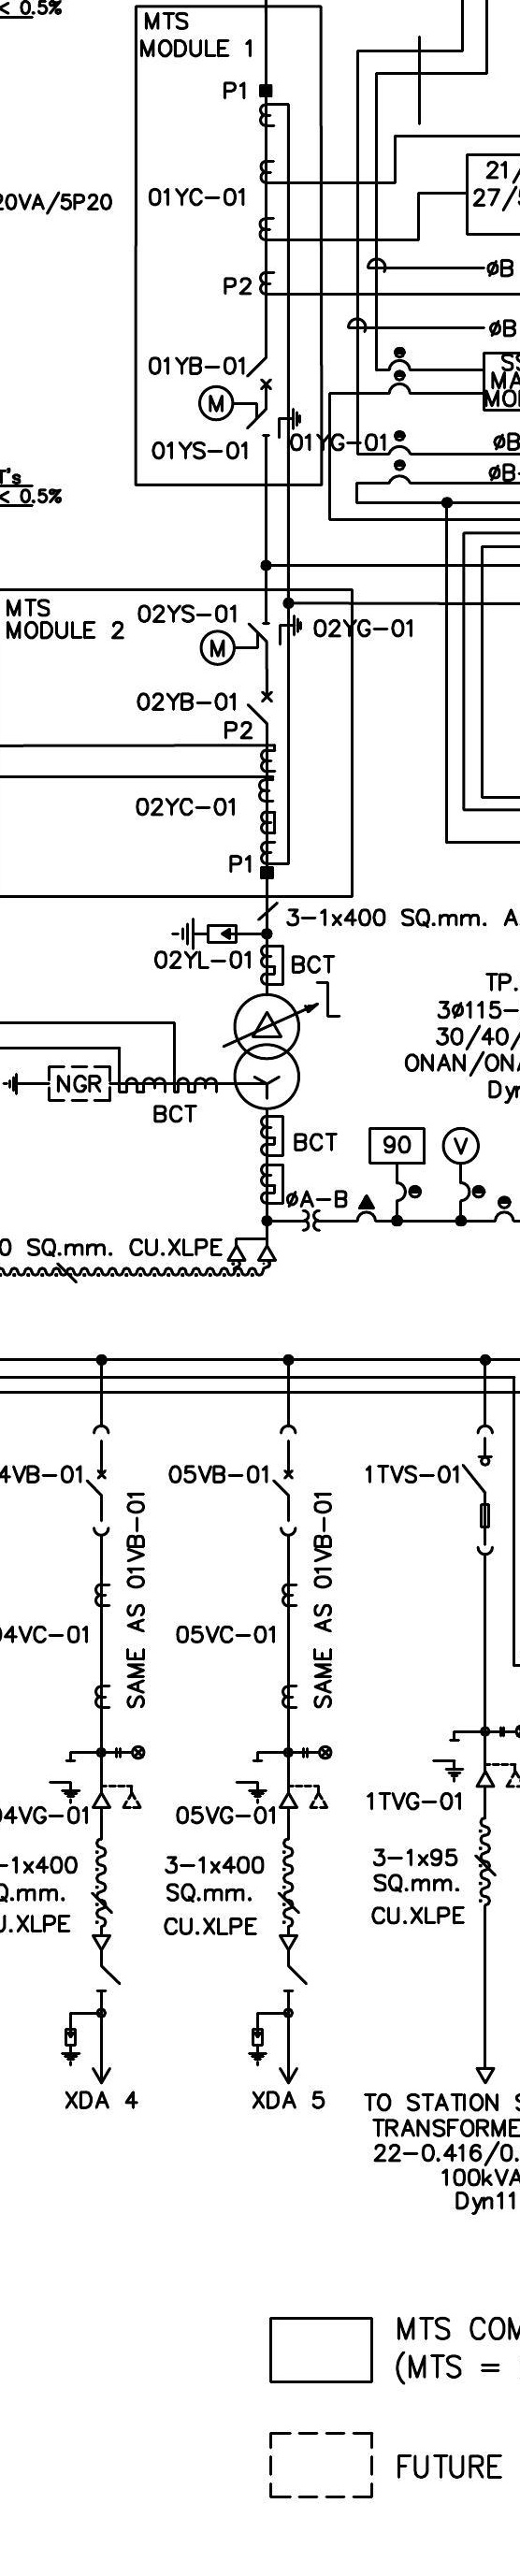 < 0.5%
MTS
MODULE 1
P1
20VA/5P20
01YC-01
21/
27/
P2
øB
01YB-01
øB
M
01YS-01
01YG-01
øB
T's
< 0.5%
øB-
MTS
MODULE 2
02YS-01
02YG-01
M
02YB-01
P2
02YC-01
P1
3-1x400 SQ.mm. A
02YL-01
BCT
TP.
3ø115-
30/40/
ONAN/ONA
Dyn
NGR
BCT
BCT
90
V
øA-B
0 SQ.mm. CU.XLPE
4VB-01
05VB-01
1TVS-01
SAME AS 01VB-01
SAME AS 01VB-01
04VC-01
05VC-01
04VG-01
05VG-01
1TVG-01
-1x400
Q.mm.
U.XLPE
3-1x400
SQ.mm.
CU.XLPE
3-1x95
SQ.mm.
CU.XLPE
XDA 4
XDA 5
TO STATION S
TRANSFORME
22-0.416/0.
100kVA
Dyn11
MTS COM
(MTS =
FUTURE